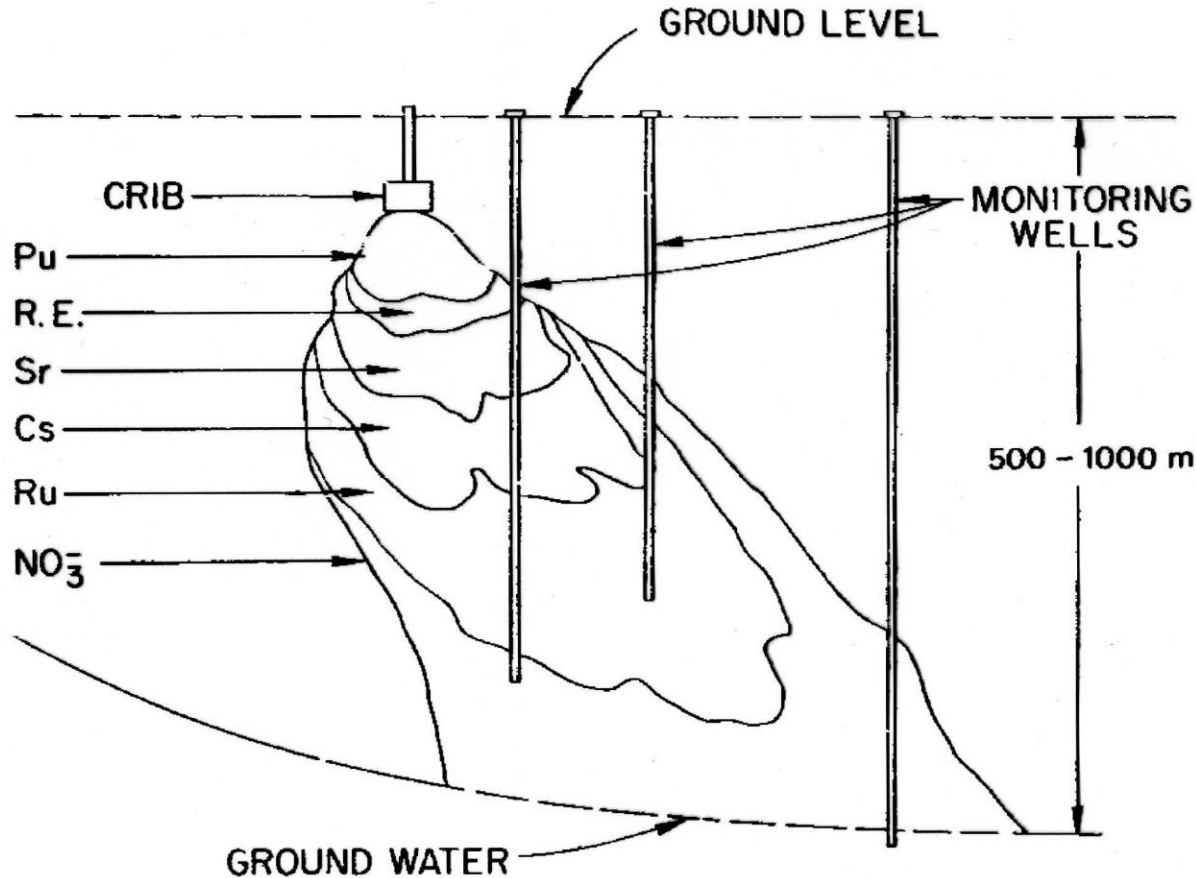 GROUND LEVEL
CRIB
MONITORING
WELLS
Pu
R.E.
Sr
Cs
500 – 1000 m
Ru
NO₃⁻
GROUND WATER